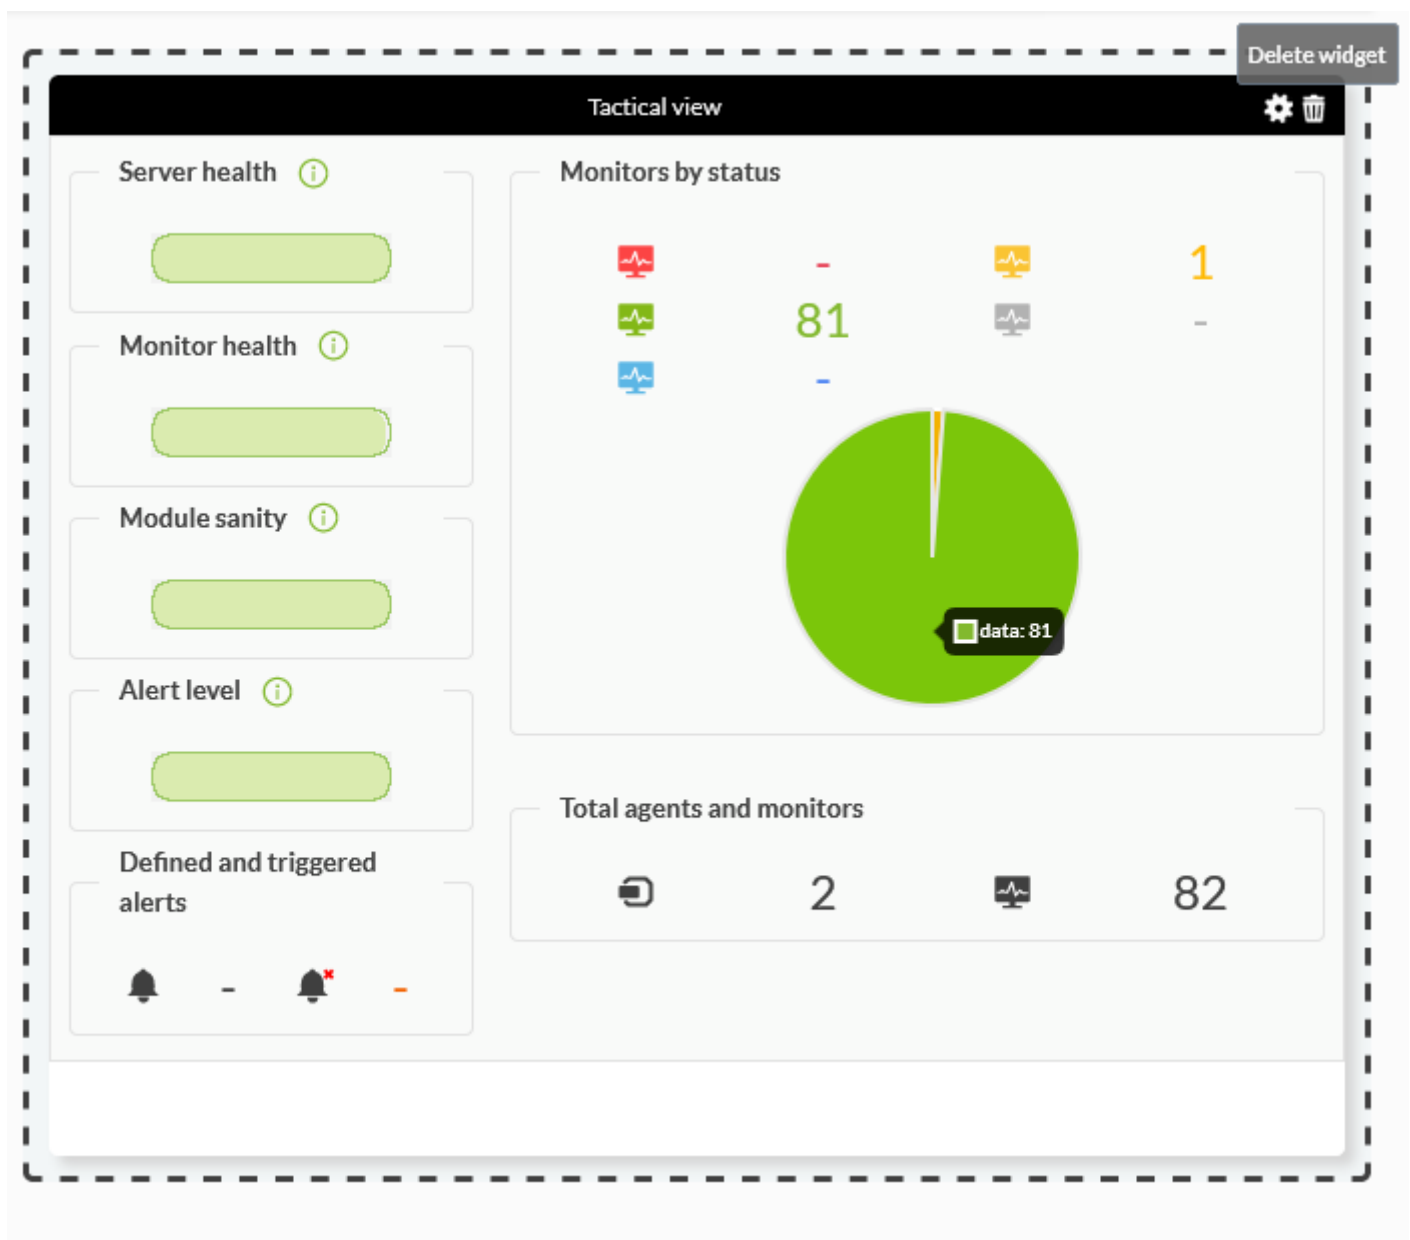 Delete widget
Tactical view
Server health
Monitor health
Module sanity
Alert level
Defined and triggered
alerts
- -
Monitors by status
- 1
81 -
-
data: 81
Total agents and monitors
2 82